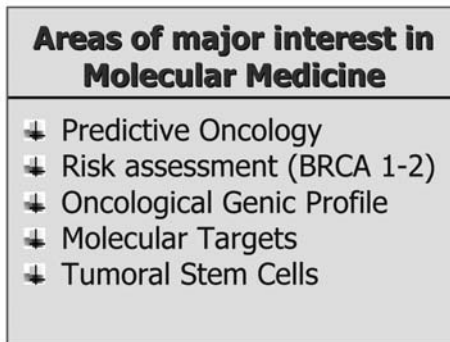 Areas of major interest in
Molecular Medicine
Predictive Oncology
Risk assessment (BRCA 1-2)
Oncological Genic Profile
Molecular Targets
Tumoral Stem Cells